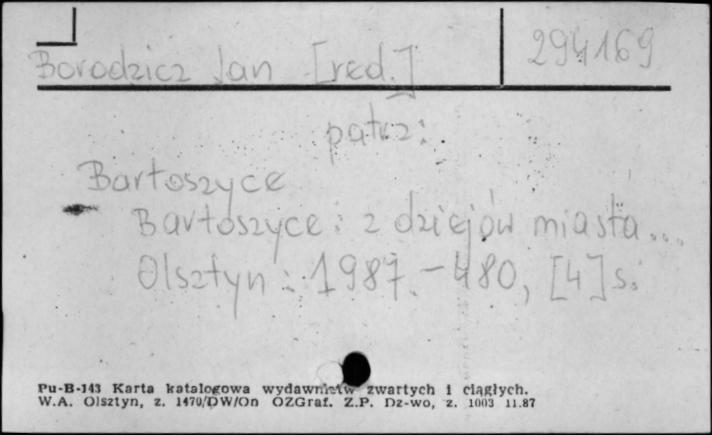 Borodzicz Jan [red.]
294169
patrz:
Bartoszyce
Bartoszyce: z dziejów miasta...
Olsztyn: 1987. - 480, [4] s.
Pu-B-143 Karta katalogowa wydawnictw zwartych i ciągłych.
W.A. Olsztyn, z. 1470/DW/On OZGraf. Z.P. Dz-wo, z. 1003 11.87